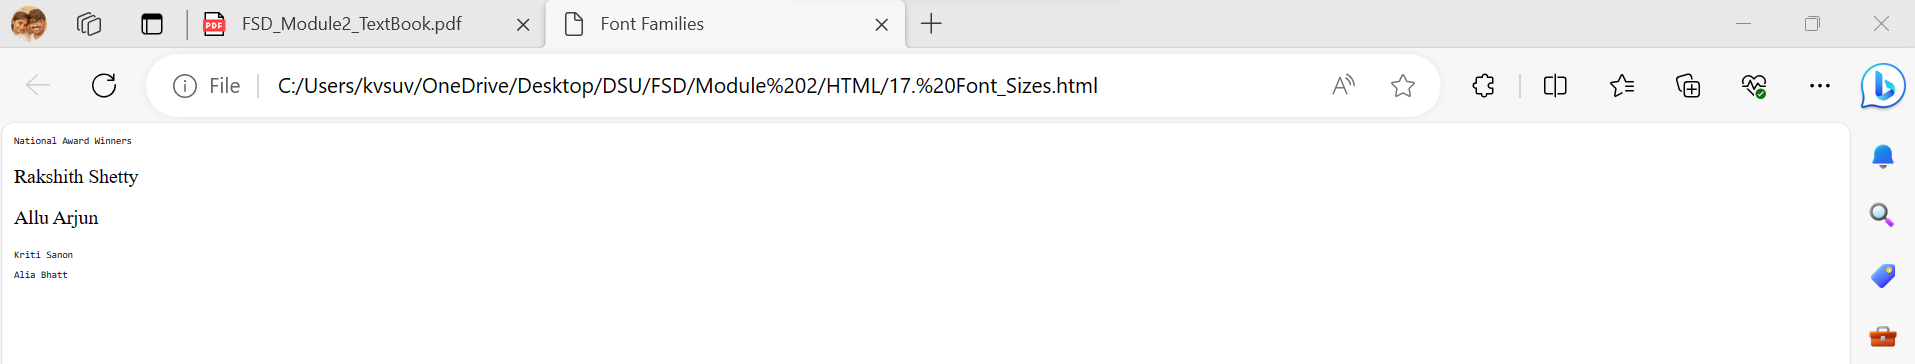 FSD_Module2_TextBook.pdf
Font Families
File
C:/Users/kvsuv/OneDrive/Desktop/DSU/FSD/Module%202/HTML/17.%20Font_Sizes.html
National Award Winners
Rakshith Shetty
Allu Arjun
Kriti Sanon
Alia Bhatt